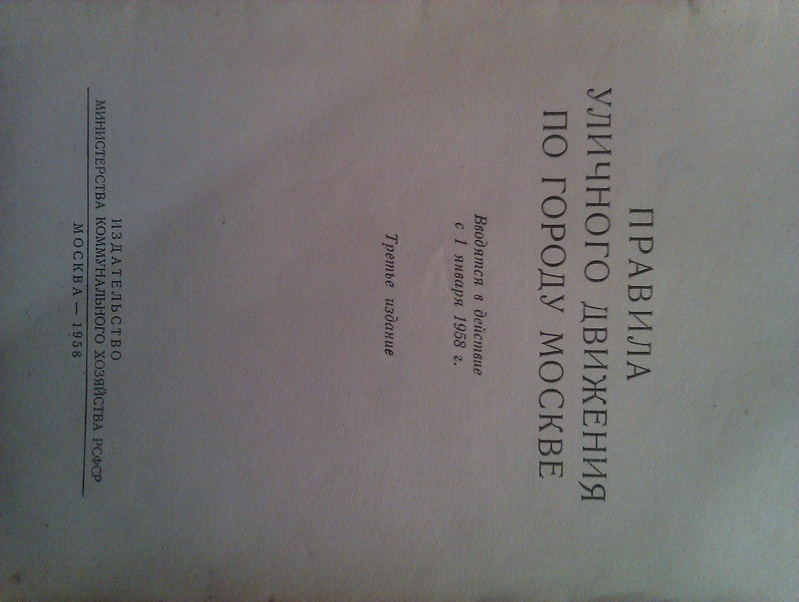 ПРАВИЛА
УЛИЧНОГО ДВИЖЕНИЯ
ПО ГОРОДУ МОСКВЕ
Вводятся в действие
с 1 января 1958 г.
Третье издание
ИЗДАТЕЛЬСТВО
МИНИСТЕРСТВА КОММУНАЛЬНОГО ХОЗЯЙСТВА РСФСР
МОСКВА — 1958